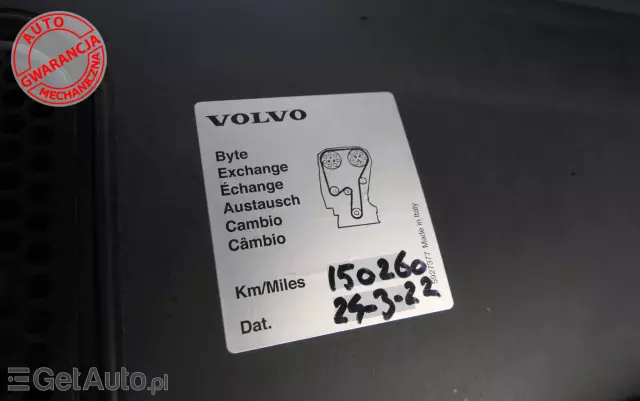 AUTO
GWARANCJA
MECHANICZNA
VOLVO
Byte
Exchange
Échange
Austausch
Cambio
Câmbio
Km/Miles 150260
Dat. 24-3-22
5927377 Made in Italy
GetAuto.pl